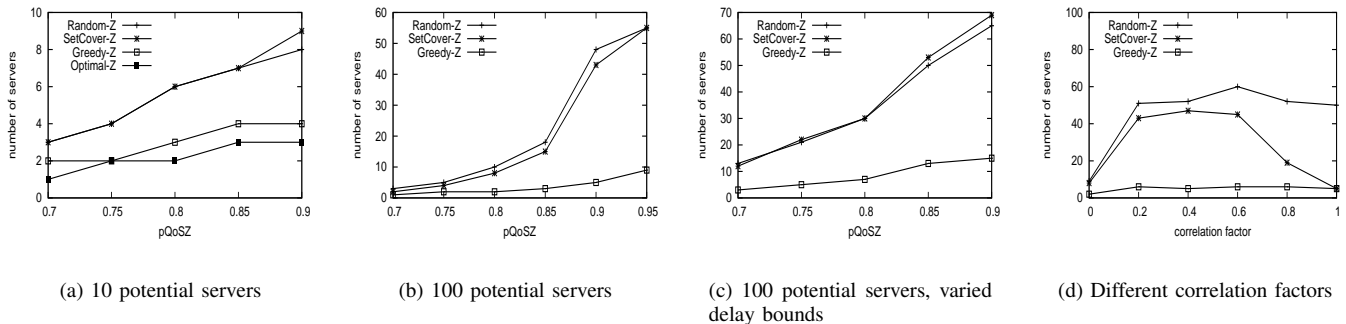 10
8
6
4
2
0
0.7
0.75
0.8
0.85
0.9
number of servers
pQoSZ
Random-Z
SetCover-Z
Greedy-Z
Optimal-Z
(a) 10 potential servers
60
50
40
30
20
10
0
0.7
0.75
0.8
0.85
0.9
0.95
number of servers
pQoSZ
Random-Z
SetCover-Z
Greedy-Z
(b) 100 potential servers
70
60
50
40
30
20
10
0
0.7
0.75
0.8
0.85
0.9
number of servers
pQoSZ
Random-Z
SetCover-Z
Greedy-Z
(c) 100 potential servers, varied
delay bounds
100
80
60
40
20
0
0
0.2
0.4
0.6
0.8
1
number of servers
correlation factor
Random-Z
SetCover-Z
Greedy-Z
(d) Different correlation factors